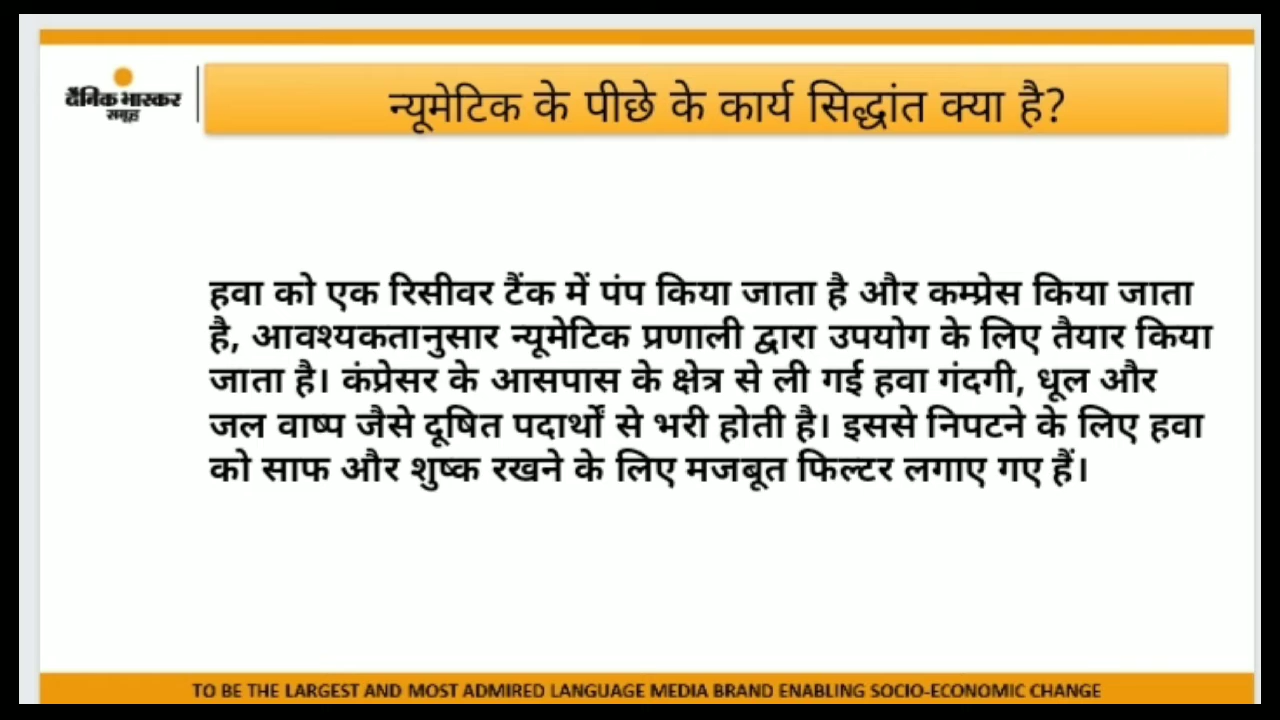 दैनिक भास्कर
समूह
न्यूमेटिक के पीछे के कार्य सिद्धांत क्या है?
हवा को एक रिसीवर टैंक में पंप किया जाता है और कम्प्रेस किया जाता
है, आवश्यकतानुसार न्यूमेटिक प्रणाली द्वारा उपयोग के लिए तैयार किया
जाता है। कंप्रेसर के आसपास के क्षेत्र से ली गई हवा गंदगी, धूल और
जल वाष्प जैसे दूषित पदार्थों से भरी होती है। इससे निपटने के लिए हवा
को साफ और शुष्क रखने के लिए मजबूत फिल्टर लगाए गए हैं।
TO BE THE LARGEST AND MOST ADMIRED LANGUAGE MEDIA BRAND ENABLING SOCIO-ECONOMIC CHANGE